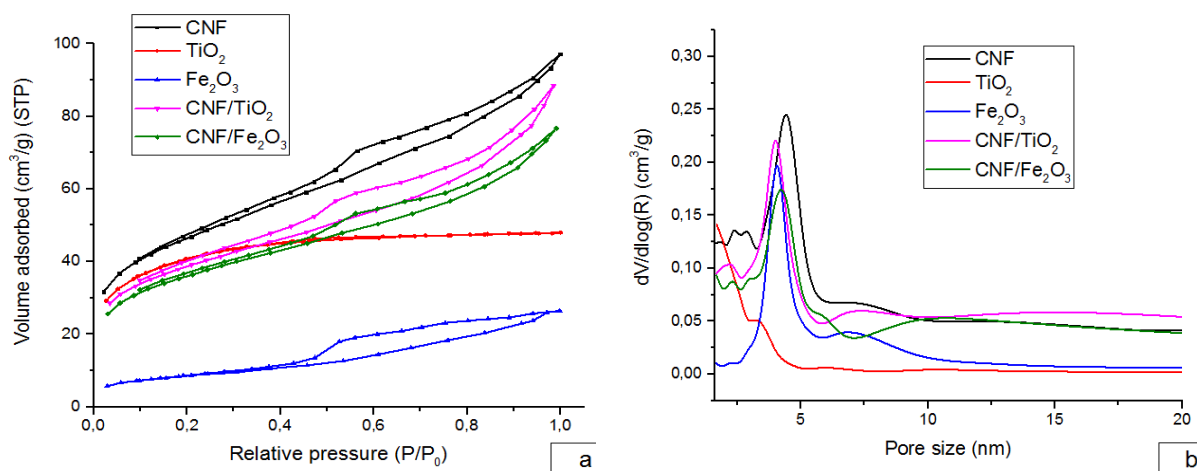 CNF
TiO₂
Fe₂O₃
CNF/TiO₂
CNF/Fe₂O₃
Volume adsorbed (cm³/g) (STP)
100
80
60
40
20
0
0,0 0,2 0,4 0,6 0,8 1,0
Relative pressure (P/P₀)
a
CNF
TiO₂
Fe₂O₃
CNF/TiO₂
CNF/Fe₂O₃
dV/dlog(R) (cm³/g)
0,30
0,25
0,20
0,15
0,10
0,05
0,00
5 10 15 20
Pore size (nm)
b